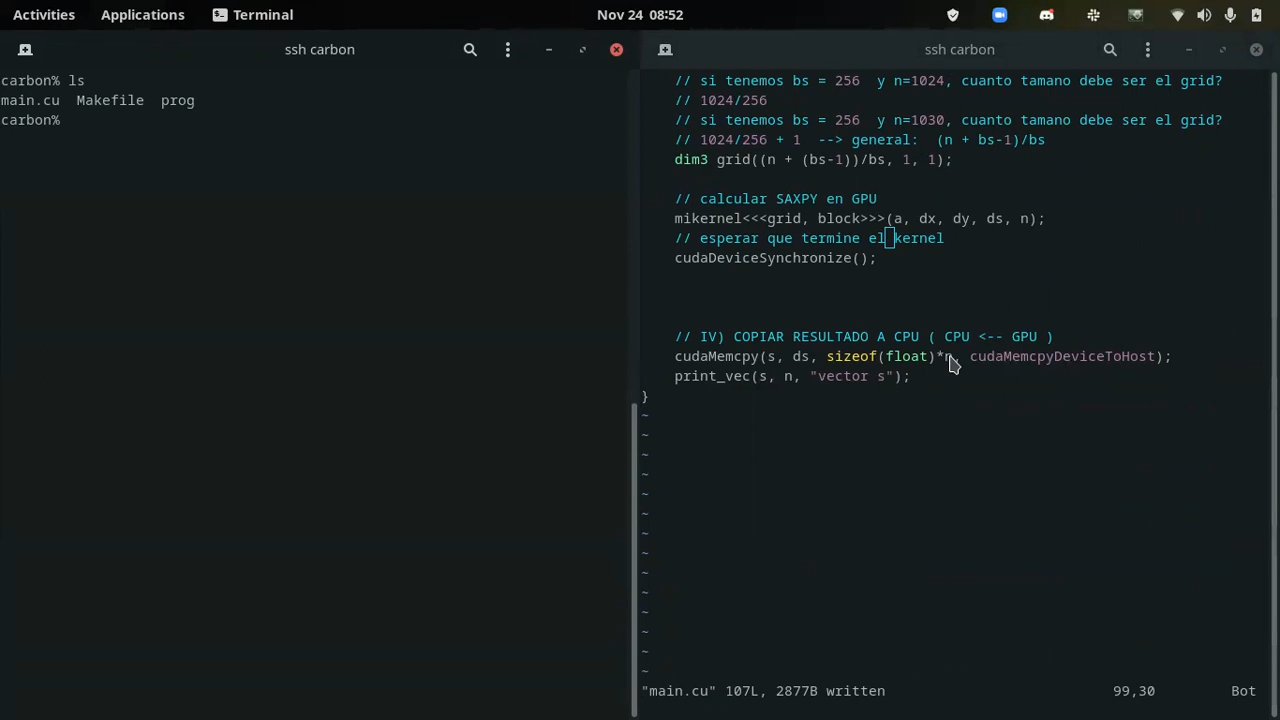 Activities Applications Terminal Nov 24 08:52
ssh carbon
carbon% ls
main.cu Makefile prog
carbon%
ssh carbon
// si tenemos bs = 256 y n=1024, cuanto tamano debe ser el grid?
// 1024/256
// si tenemos bs = 256 y n=1030, cuanto tamano debe ser el grid?
// 1024/256 + 1 --> general: (n + bs-1)/bs
dim3 grid((n + (bs-1))/bs, 1, 1);
// calcular SAXPY en GPU
mikernel<<<grid, block>>>(a, dx, dy, ds, n);
// esperar que termine el kernel
cudaDeviceSynchronize();
// IV) COPIAR RESULTADO A CPU ( CPU <-- GPU )
cudaMemcpy(s, ds, sizeof(float)*n, cudaMemcpyDeviceToHost);
print_vec(s, n, "vector s");
}
~
~
~
~
~
~
~
~
~
~
~
~
~
~
"main.cu" 107L, 2877B written 99,30 Bot